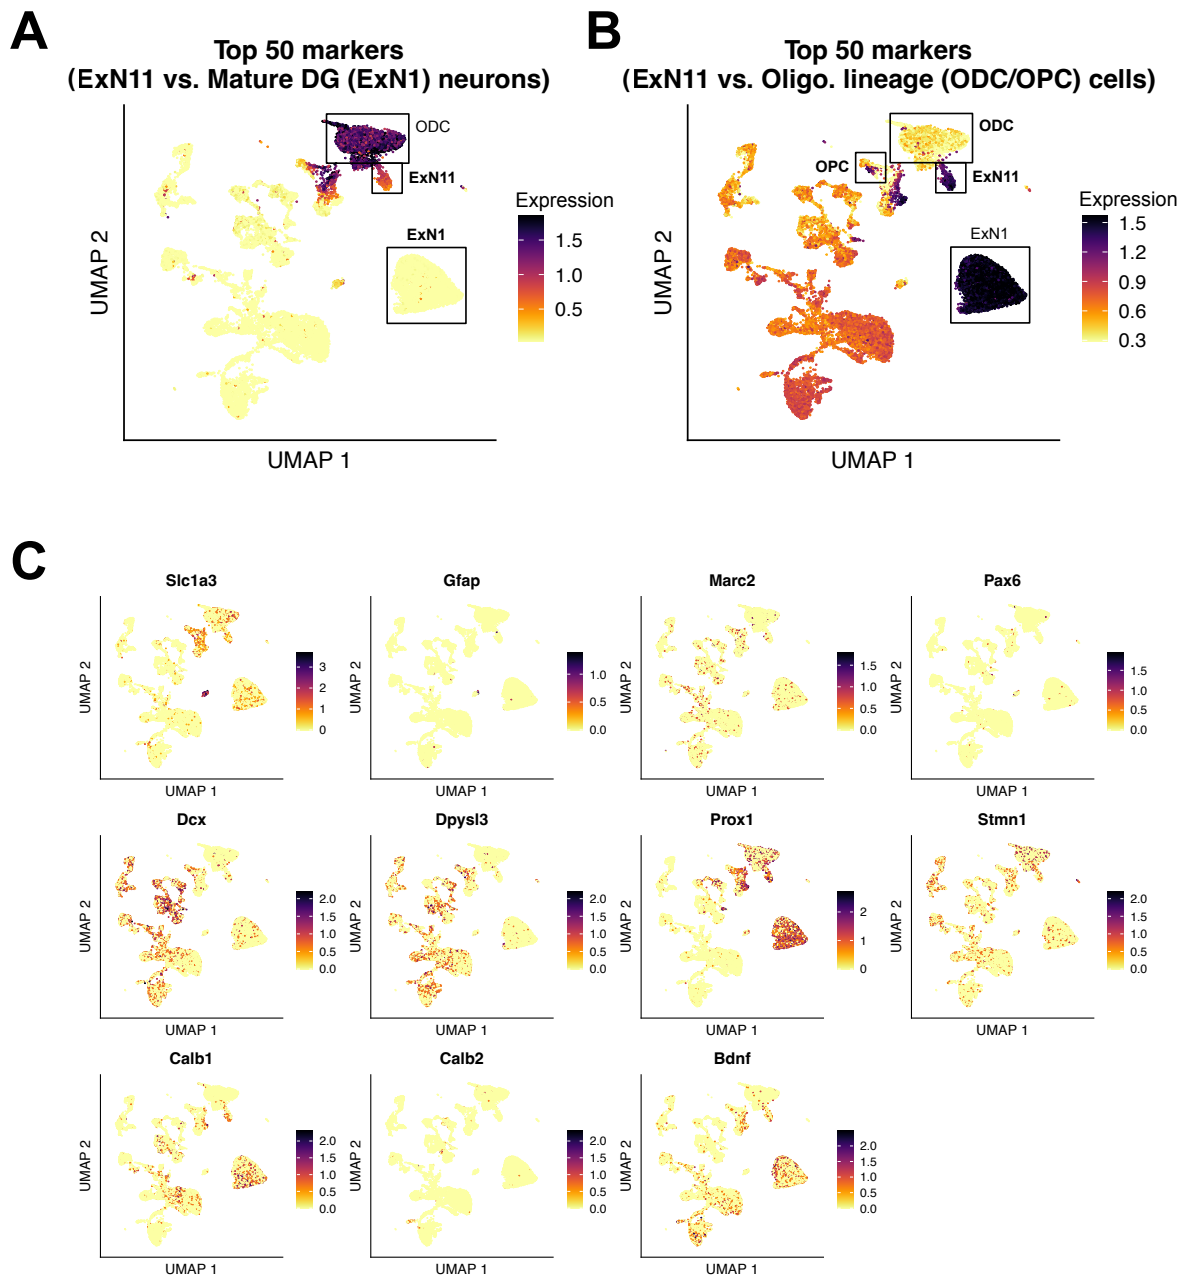 A
Top 50 markers
(ExN11 vs. Mature DG (ExN1) neurons)
ODC
ExN11
ExN1
Expression
1.5
1.0
0.5
UMAP 2
UMAP 1
B
Top 50 markers
(ExN11 vs. Oligo. lineage (ODC/OPC) cells)
ODC
OPC
ExN11
ExN1
Expression
1.5
1.2
0.9
0.6
0.3
UMAP 2
UMAP 1
C
Slc1a3
UMAP 2
3
2
1
0
UMAP 1
Gfap
UMAP 2
1.0
0.5
0.0
UMAP 1
Marc2
UMAP 2
1.5
1.0
0.5
0.0
UMAP 1
Pax6
UMAP 2
1.5
1.0
0.5
0.0
UMAP 1
Dcx
UMAP 2
2.0
1.5
1.0
0.5
0.0
UMAP 1
Dpysl3
UMAP 2
2.0
1.5
1.0
0.5
0.0
UMAP 1
Prox1
UMAP 2
2
1
0
UMAP 1
Stmn1
UMAP 2
2.0
1.5
1.0
0.5
0.0
UMAP 1
Calb1
UMAP 2
2.0
1.5
1.0
0.5
0.0
UMAP 1
Calb2
UMAP 2
2.0
1.5
1.0
0.5
0.0
UMAP 1
Bdnf
UMAP 2
2.0
1.5
1.0
0.5
0.0
UMAP 1